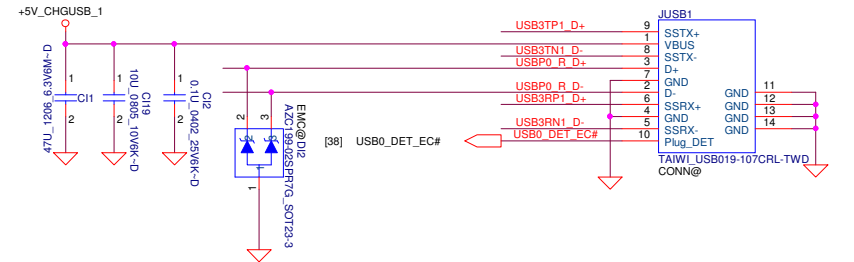 +5V_CHGUSB_1
JUSB1
USB3TP1_D+ 9 SSTX+
1 VBUS
USB3TN1_D- 8 SSTX-
USBP0_R_D+ 3 D+
7 GND
USBP0_R_D- 2 D-
USB3RP1_D+ 6 SSRX+
4 GND
USB3RN1_D- 5 SSRX-
USB0_DET_EC# 10 Plug_DET
GND 11
GND 12
GND 13
GND 14
TAIWI_USB019-107CRL-TWD
CONN@
[38] USB0_DET_EC#
1
CI1
2
47U_1206_6.3V6M~D
1
CI19
2
10U_0805_10V6K~D
1
CI2
2
0.1U_0402_25V6K~D
2
3
1
1
EMC@DI2
AZC199-02SPR7G_SOT23-3